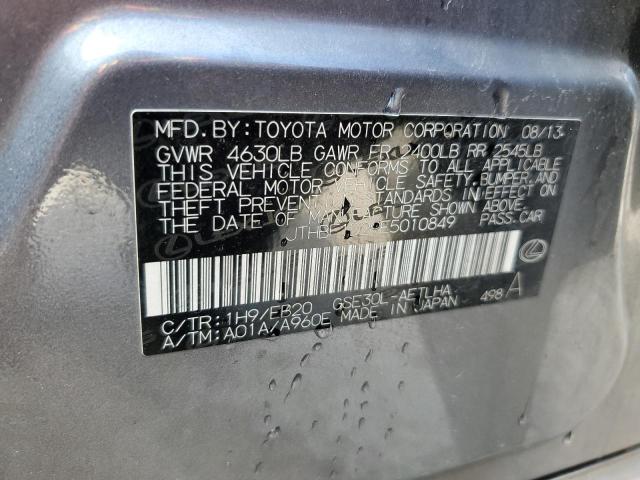 MFD. BY: TOYOTA MOTOR CORPORATION 08/13
GVWR 4630LB GAWR FR 2400LB RR 2545LB
THIS VEHICLE CONFORMS TO ALL APPLICABLE
FEDERAL MOTOR VEHICLE SAFETY, BUMPER, AND
THEFT PREVENTION STANDARDS IN EFFECT ON
THE DATE OF MANUFACTURE SHOWN ABOVE.
5010849 PASS. CAR
C/TR: 1H9/EB20 GSE30L-AETLHA 498 A
A/TM: A01A/A960E MADE IN JAPAN